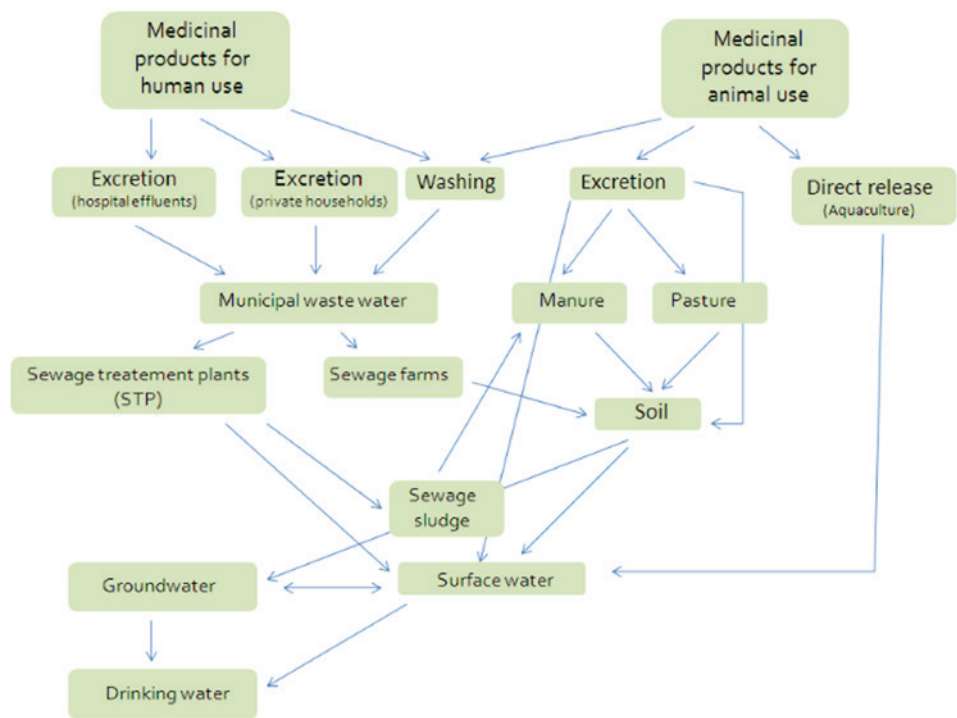 Medicinal
products for
human use
Medicinal
products for
animal use
Excretion
(hospital effluents)
Excretion
(private households)
Washing
Excretion
Direct release
(Aquaculture)
Municipal waste water
Manure
Pasture
Sewage treatement plants
(STP)
Sewage farms
Soil
Sewage
sludge
Groundwater
Surface water
Drinking water